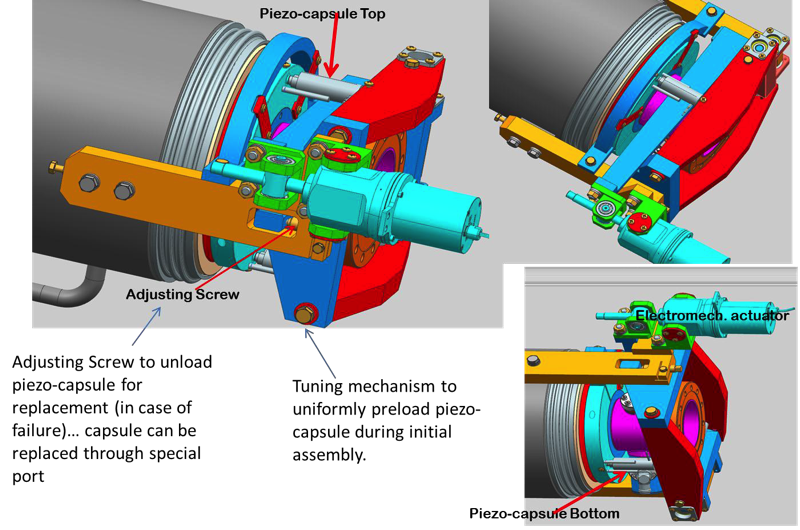 Piezo-capsule Top
Adjusting Screw
Electromech. actuator
Adjusting Screw to unload
piezo-capsule for
replacement (in case of
failure)... capsule can be
replaced through special
port
Tuning mechanism to
uniformly preload piezo-
capsule during initial
assembly.
Piezo-capsule Bottom